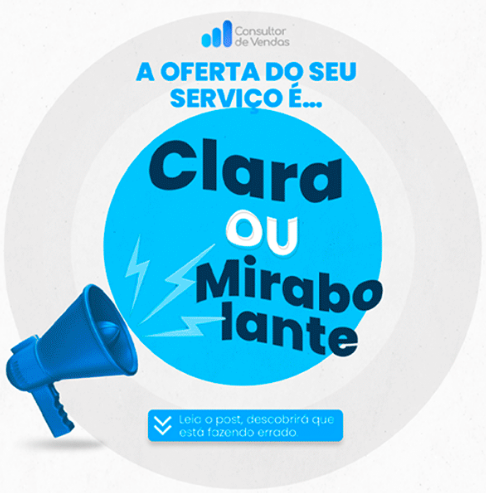 Consultor
de Vendas
A OFERTA DO SEU
SERVIÇO É...
Clara
OU
Mirabo
lante
Leia o post, descobrirá que
está fazendo errado.